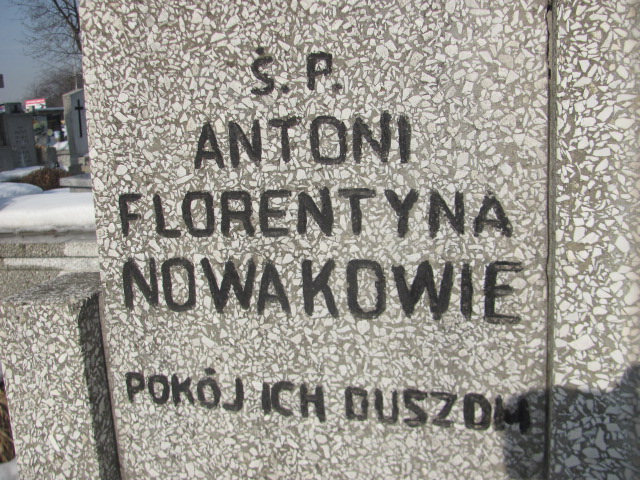 Ś. P.
ANTONI
FLORENTYNA
NOWAKOWIE
POKÓJ ICH DUSZOM